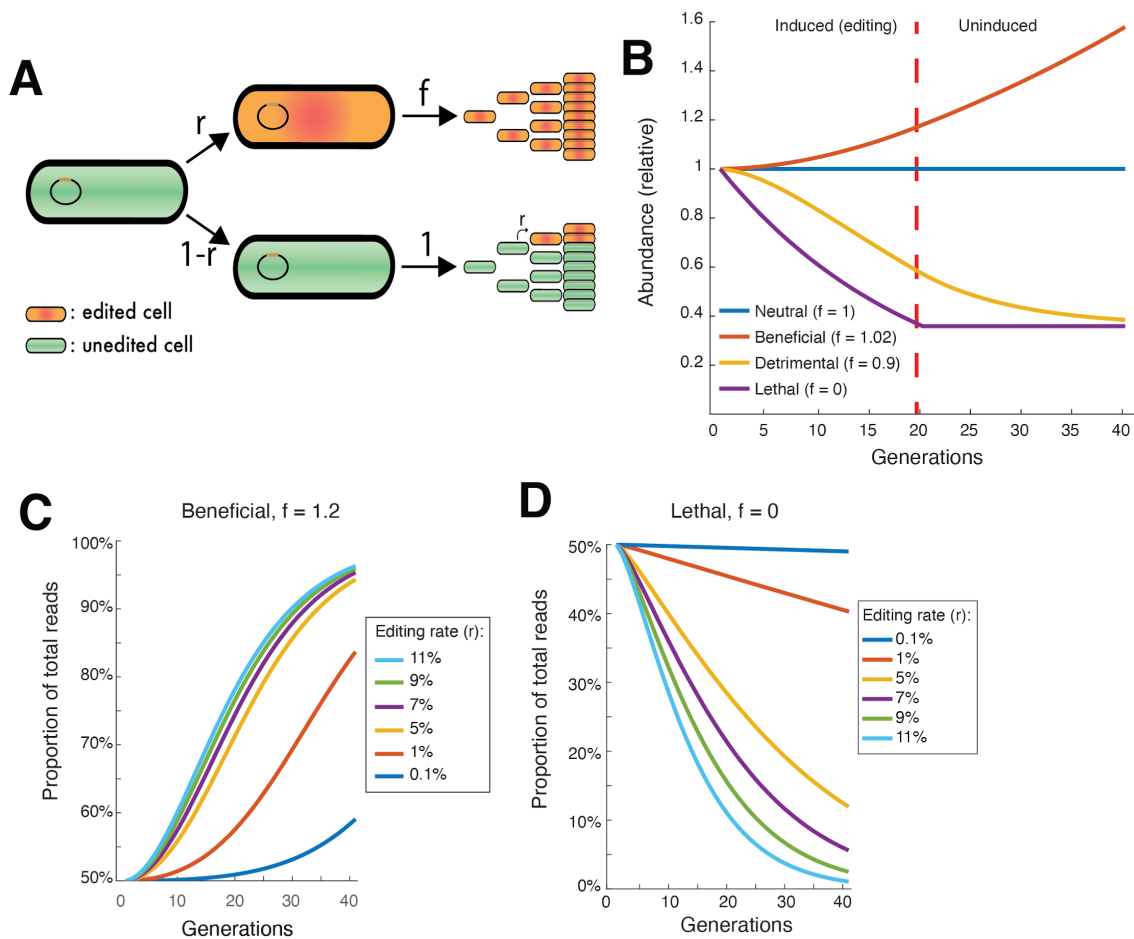 A
r
f
1-r
1
r
: edited cell
: unedited cell
B
Induced (editing)
Uninduced
Abundance (relative)
1.6
1.4
1.2
1
0.8
0.6
0.4
0.2
Neutral (f = 1)
Beneficial (f = 1.02)
Detrimental (f = 0.9)
Lethal (f = 0)
0 5 10 15 20 25 30 35 40
Generations
C
Beneficial, f = 1.2
Proportion of total reads
100%
90%
80%
70%
60%
50%
0 10 20 30 40
Generations
Editing rate (r):
11%
9%
7%
5%
1%
0.1%
D
Lethal, f = 0
Proportion of total reads
50%
40%
30%
20%
10%
0%
0 10 20 30 40
Generations
Editing rate (r):
0.1%
1%
5%
7%
9%
11%